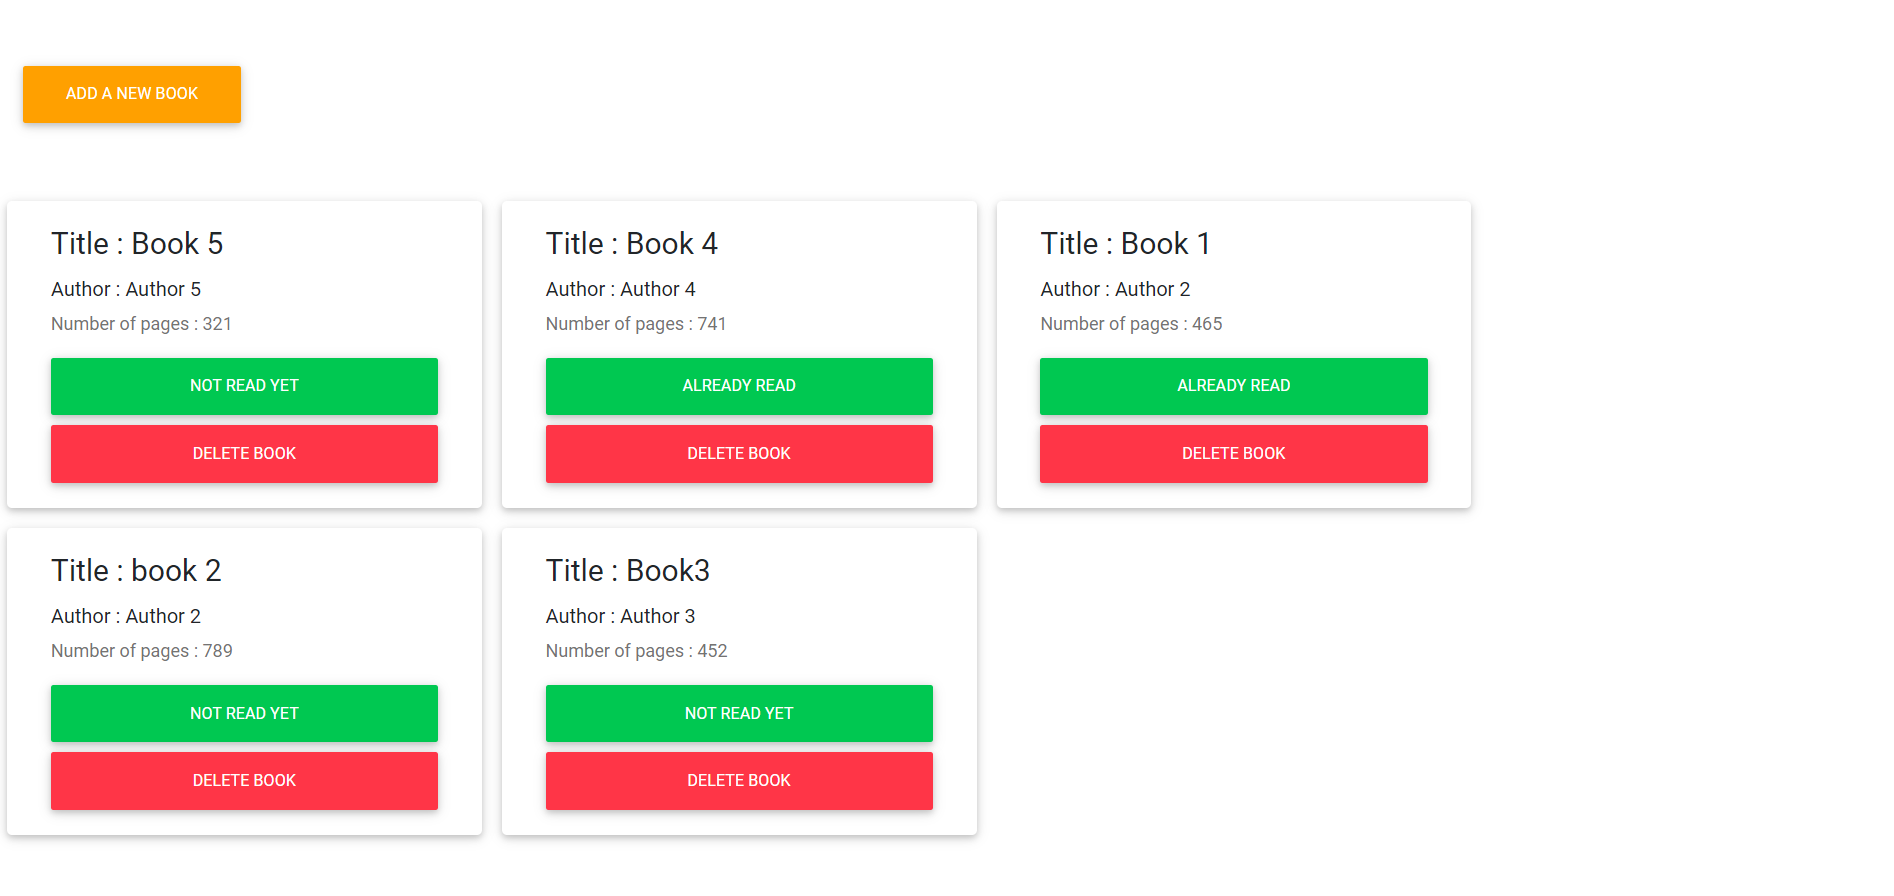 ADD A NEW BOOK
Title : Book 5
Author : Author 5
Number of pages : 321
NOT READ YET
DELETE BOOK
Title : Book 4
Author : Author 4
Number of pages : 741
ALREADY READ
DELETE BOOK
Title : Book 1
Author : Author 2
Number of pages : 465
ALREADY READ
DELETE BOOK
Title : book 2
Author : Author 2
Number of pages : 789
NOT READ YET
DELETE BOOK
Title : Book3
Author : Author 3
Number of pages : 452
NOT READ YET
DELETE BOOK